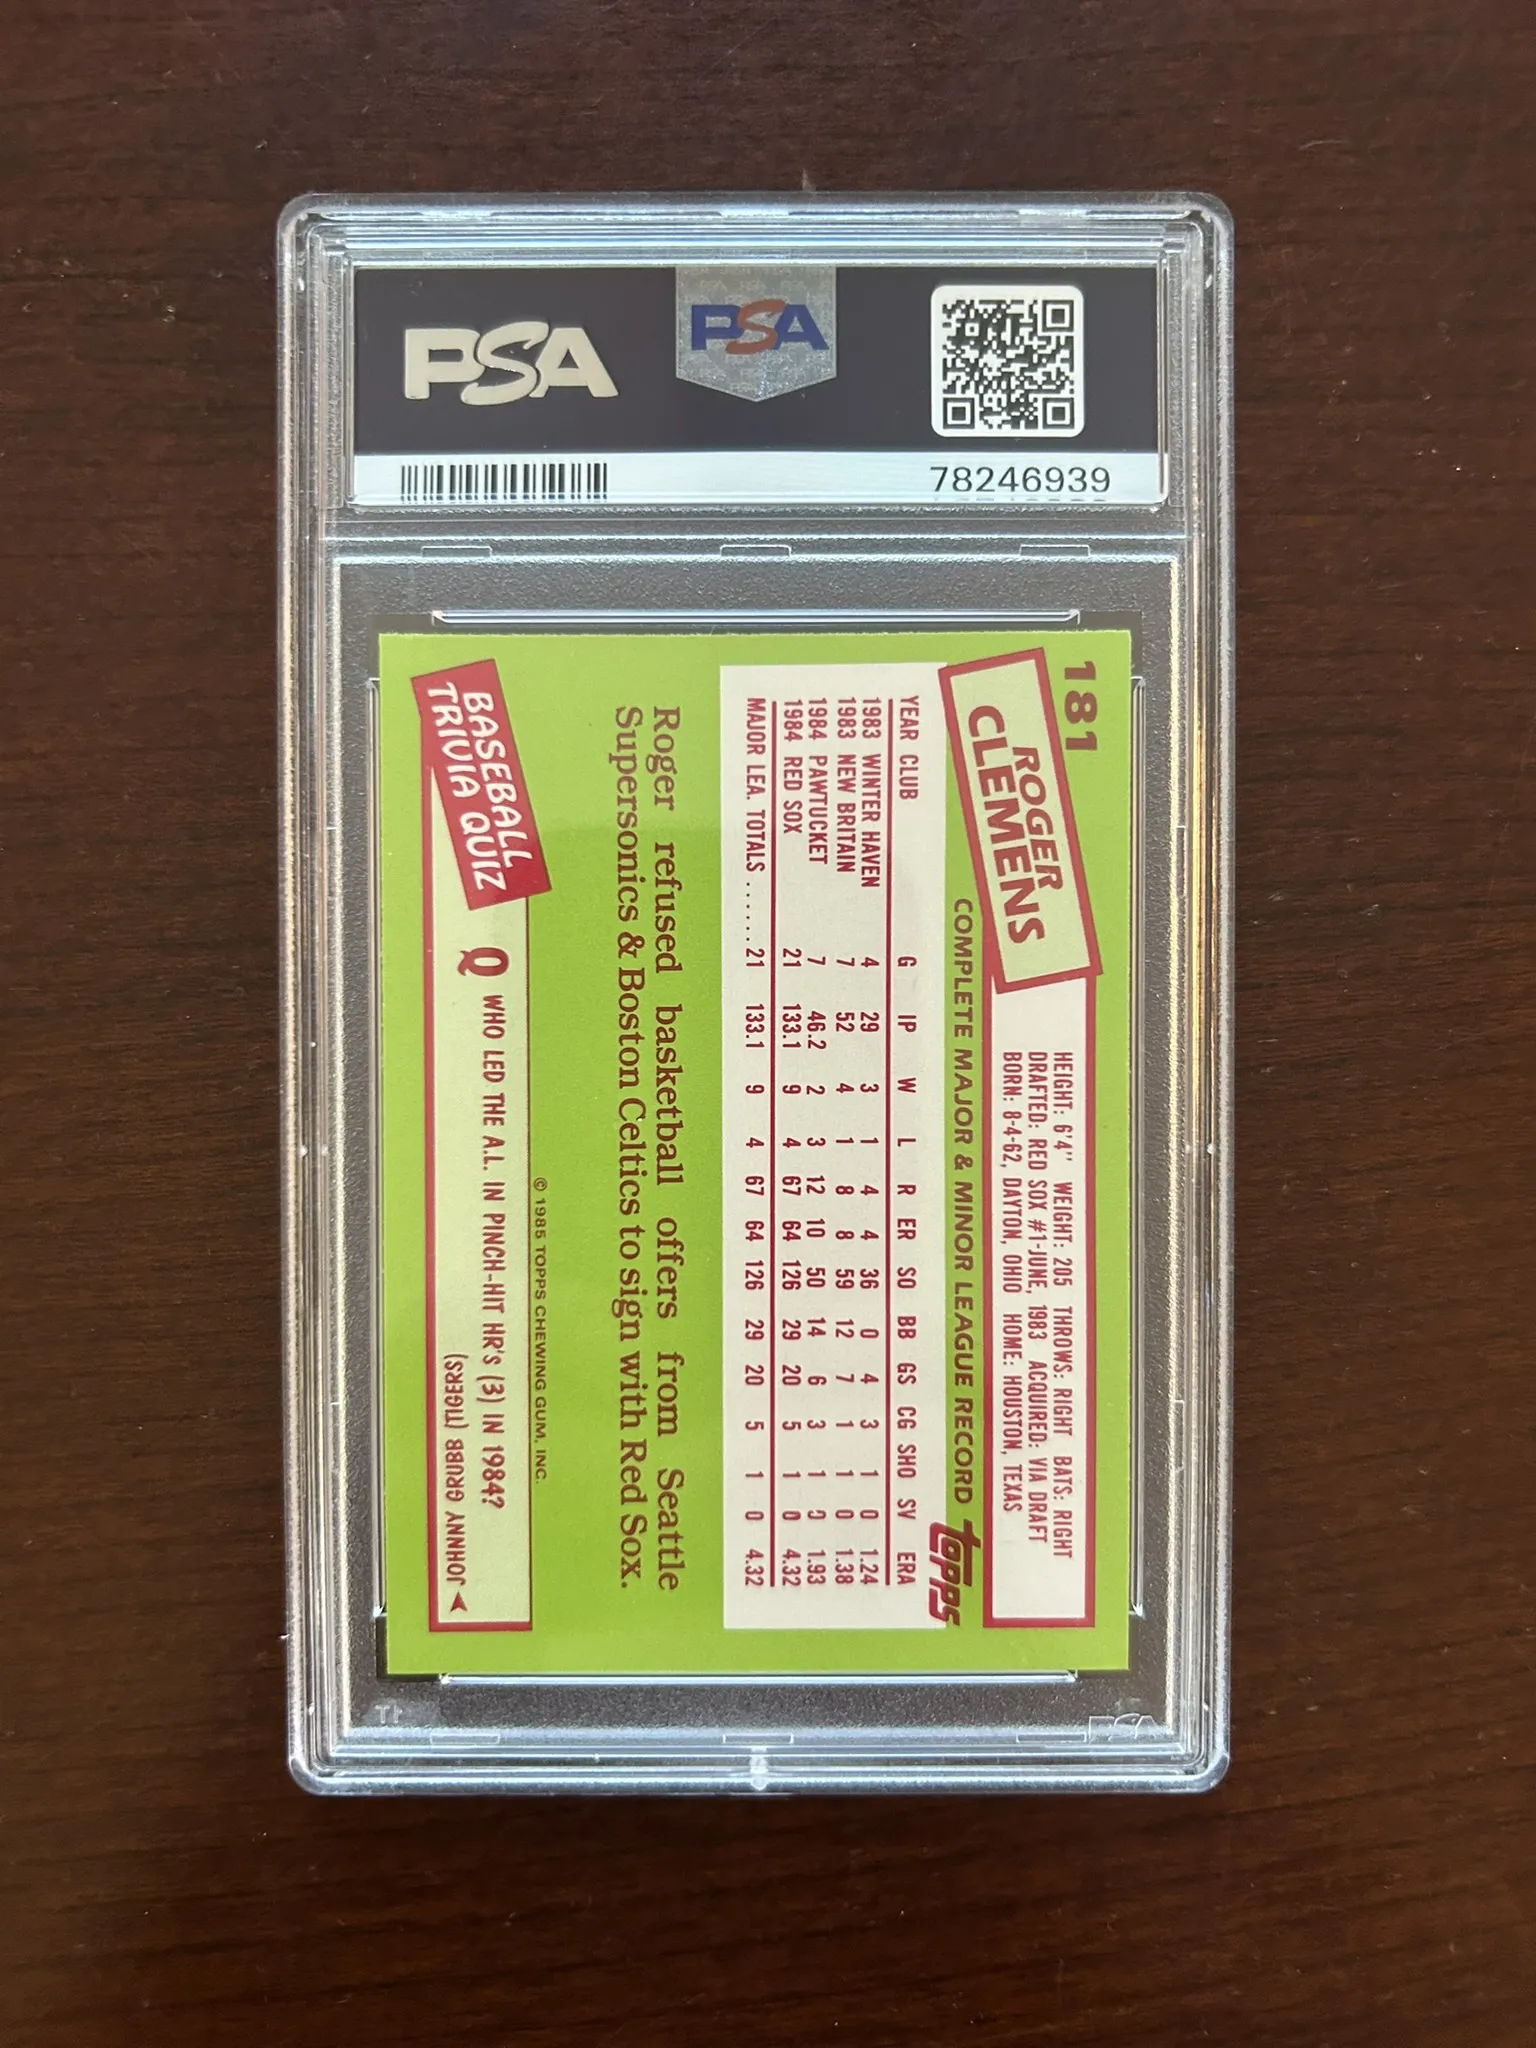 PSA
PSA
78246939
181
ROGER
CLEMENS
HEIGHT: 6'4" WEIGHT: 205 THROWS: RIGHT BATS: RIGHT
DRAFTED: RED SOX #1-JUNE, 1983 ACQUIRED: VIA DRAFT
BORN: 8-4-62, DAYTON, OHIO HOME: HOUSTON, TEXAS
COMPLETE MAJOR & MINOR LEAGUE RECORD
topps
YEAR CLUB G IP W L R ER SO BB GS CG SHO SV ERA
1983 WINTER HAVEN 4 29 3 1 4 4 36 0 4 3 1 0 1.24
1983 NEW BRITAIN 7 52 4 1 8 8 59 12 7 1 1 0 1.38
1984 PAWTUCKET 7 46.2 2 3 12 10 50 14 6 3 1 0 1.93
1984 RED SOX 21 133.1 9 4 67 64 126 29 20 5 1 0 4.32
MAJOR LEA. TOTALS ...... 21 133.1 9 4 67 64 126 29 20 5 1 0 4.32
Roger refused basketball offers from Seattle
Supersonics & Boston Celtics to sign with Red Sox.
© 1985 TOPPS CHEWING GUM, INC.
BASEBALL
TRIVIA QUIZ
Q WHO LED THE A.L. IN PINCH-HIT HR'S (3) IN 1984?
JOHNNY GRUBB (TIGERS)
PSA